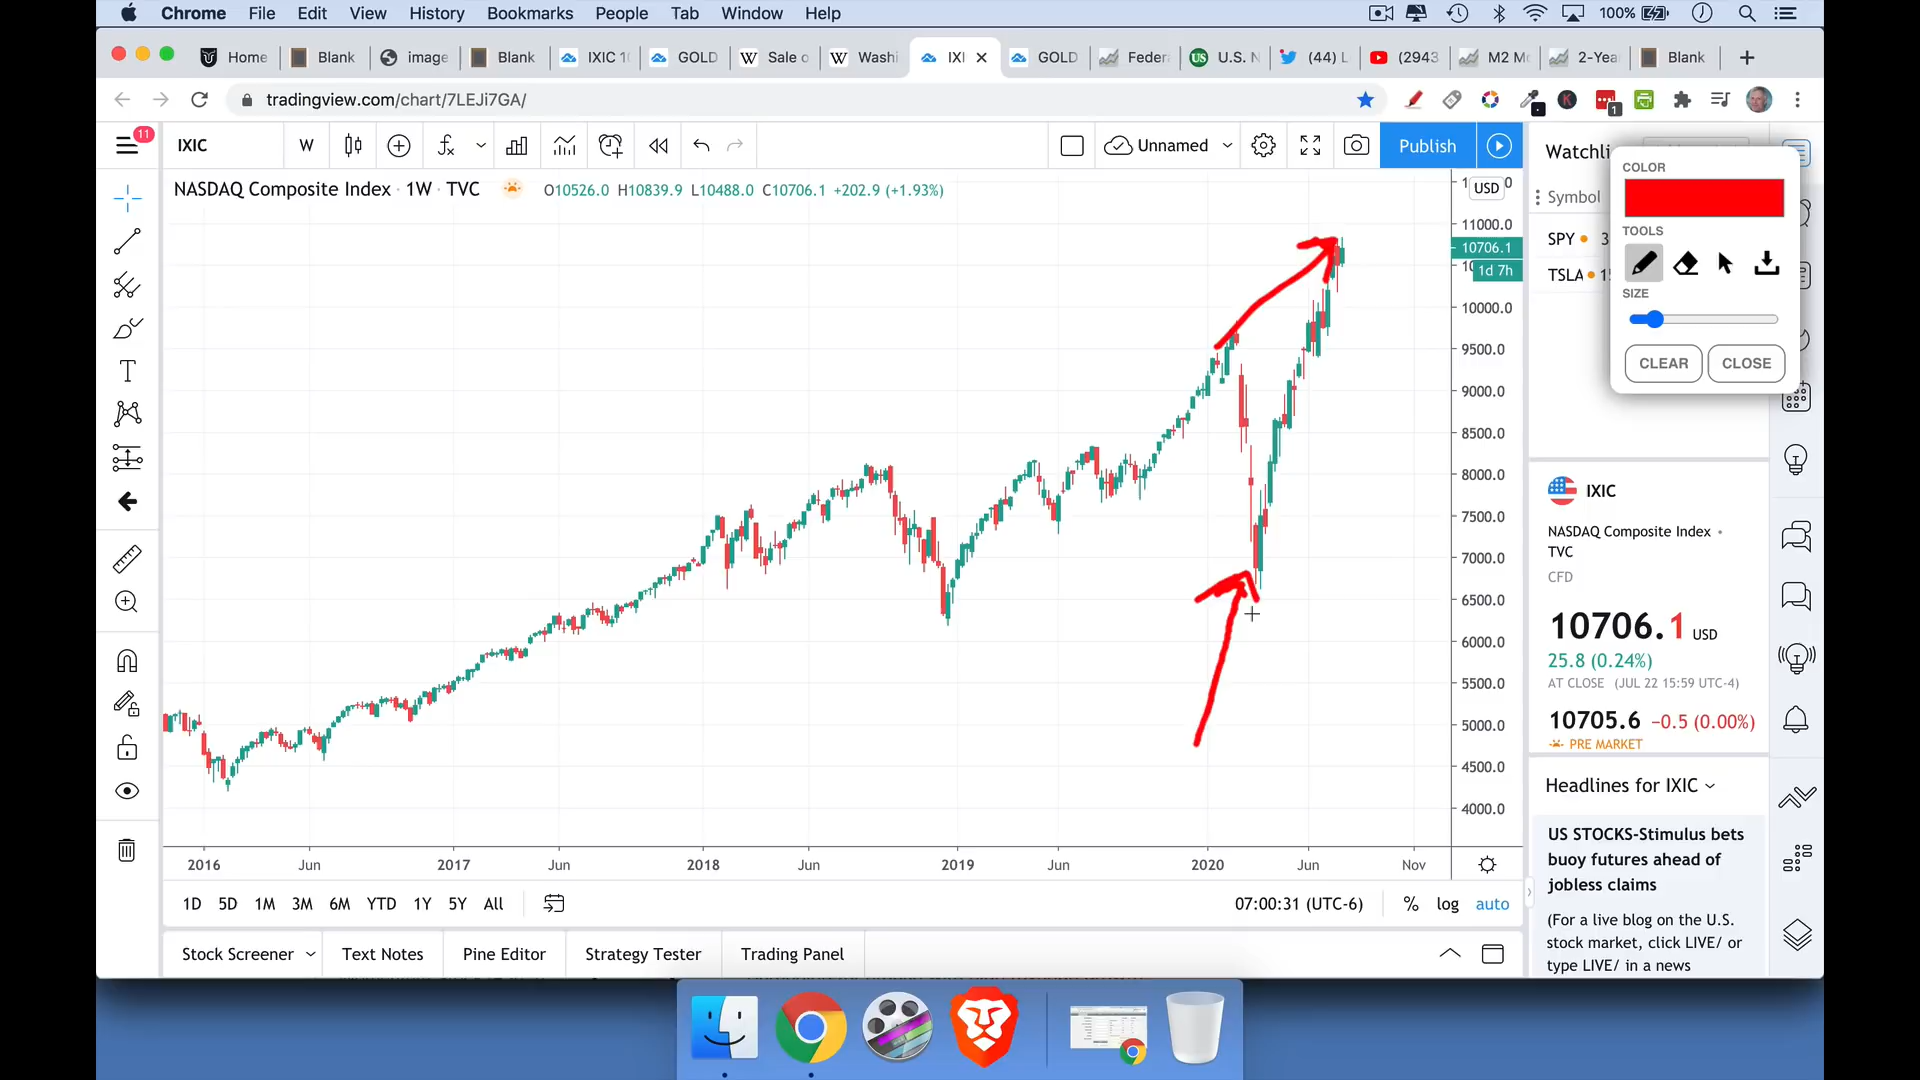 Chrome File Edit View History Bookmarks People Tab Window Help 100%
Home Blank image Blank IXIC 1 GOLD W Sale o W Washi IXI GOLD Feder US U.S. N (44) L (2943 M2 Mo 2-Yea Blank
tradingview.com/chart/7LEJi7GA/
K 1
11
IXIC W Unnamed Publish
NASDAQ Composite Index · 1W · TVC O10526.0 H10839.9 L10488.0 C10706.1 +202.9 (+1.93%)
USD
11000.0
10706.1
1d 7h
10000.0
9500.0
9000.0
8500.0
8000.0
7500.0
7000.0
6500.0
6000.0
5500.0
5000.0
4500.0
4000.0
2016 Jun 2017 Jun 2018 Jun 2019 Jun 2020 Jun Nov
1D 5D 1M 3M 6M YTD 1Y 5Y All
07:00:31 (UTC-6) % log auto
Stock Screener Text Notes Pine Editor Strategy Tester Trading Panel
Watchli
Symbol
SPY 3
TSLA
COLOR
TOOLS
SIZE
CLEAR CLOSE
IXIC
NASDAQ Composite Index •
TVC
CFD
10706.1 USD
25.8 (0.24%)
AT CLOSE (JUL 22 15:59 UTC-4)
10705.6 −0.5 (0.00%)
PRE MARKET
Headlines for IXIC
US STOCKS-Stimulus bets
buoy futures ahead of
jobless claims
(For a live blog on the U.S.
stock market, click LIVE/ or
type LIVE/ in a news